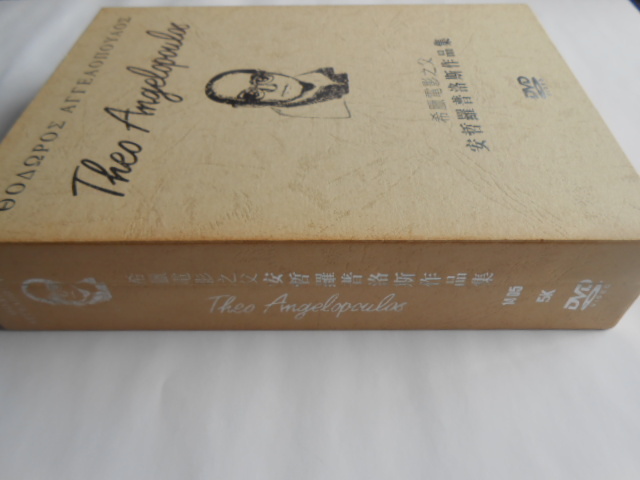 ΘΟΔΩΡΟΣ ΑΓΓΕΛΟΠΟΥΛΟΣ
Theo Angelopoulos
希臘電影之父
安哲羅普洛斯作品集
DVD
希臘電影之父安哲羅普洛斯作品集
Theo Angelopoulos
1485
5K
DVD